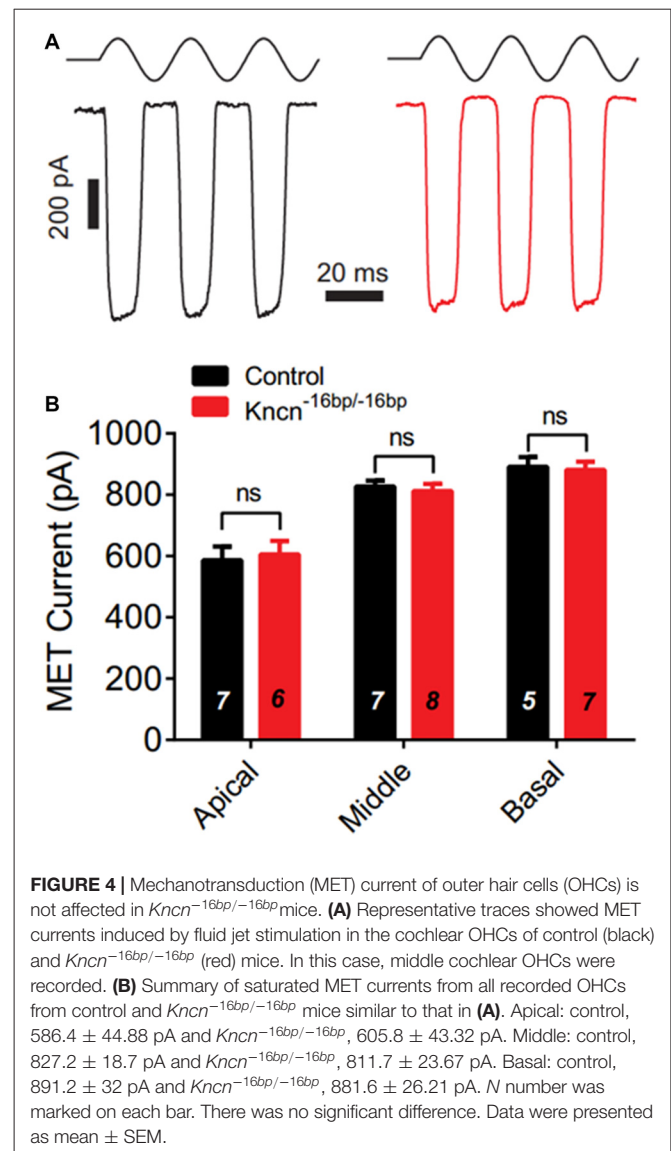 A
200 pA
20 ms
Control
Kncn-16bp/-16bp
B
MET Current (pA)
1000
800
600
400
200
0
ns
ns
ns
7
6
7
8
5
7
Apical
Middle
Basal
FIGURE 4 | Mechanotransduction (MET) current of outer hair cells (OHCs) is
not affected in Kncn−16bp/−16bp mice. (A) Representative traces showed MET
currents induced by fluid jet stimulation in the cochlear OHCs of control (black)
and Kncn−16bp/−16bp (red) mice. In this case, middle cochlear OHCs were
recorded. (B) Summary of saturated MET currents from all recorded OHCs
from control and Kncn−16bp/−16bp mice similar to that in (A). Apical: control,
586.4 ± 44.88 pA and Kncn−16bp/−16bp, 605.8 ± 43.32 pA. Middle: control,
827.2 ± 18.7 pA and Kncn−16bp/−16bp, 811.7 ± 23.67 pA. Basal: control,
891.2 ± 32 pA and Kncn−16bp/−16bp, 881.6 ± 26.21 pA. N number was
marked on each bar. There was no significant difference. Data were presented
as mean ± SEM.